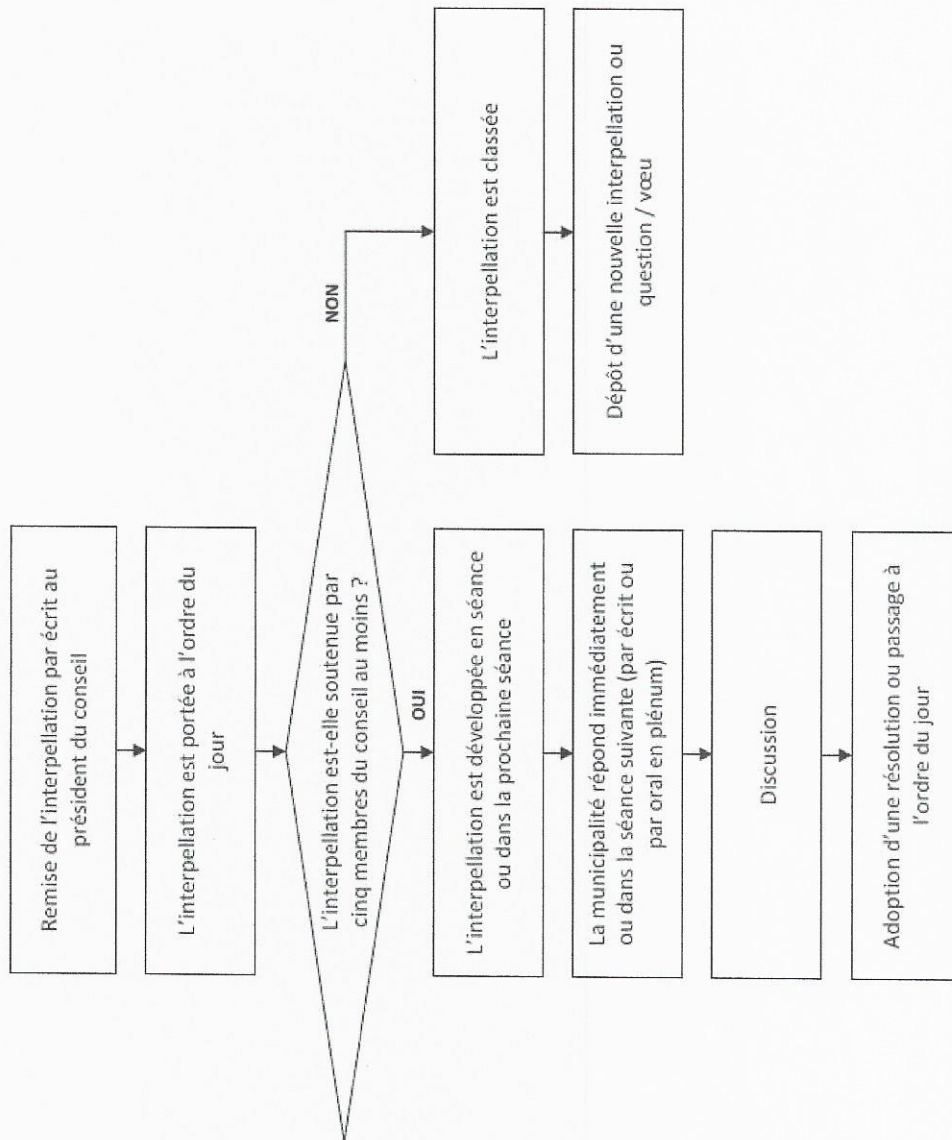 Remise de l'interpellation par écrit au
président du conseil
L'interpellation est portée à l'ordre du
jour
L'interpellation est-elle soutenue par
cinq membres du conseil au moins ?
OUI
NON
L'interpellation est développée en séance
ou dans la prochaine séance
La municipalité répond immédiatement
ou dans la séance suivante (par écrit ou
par oral en plénum)
Discussion
Adoption d'une résolution ou passage à
l'ordre du jour
L'interpellation est classée
Dépôt d'une nouvelle interpellation ou
question / vœu